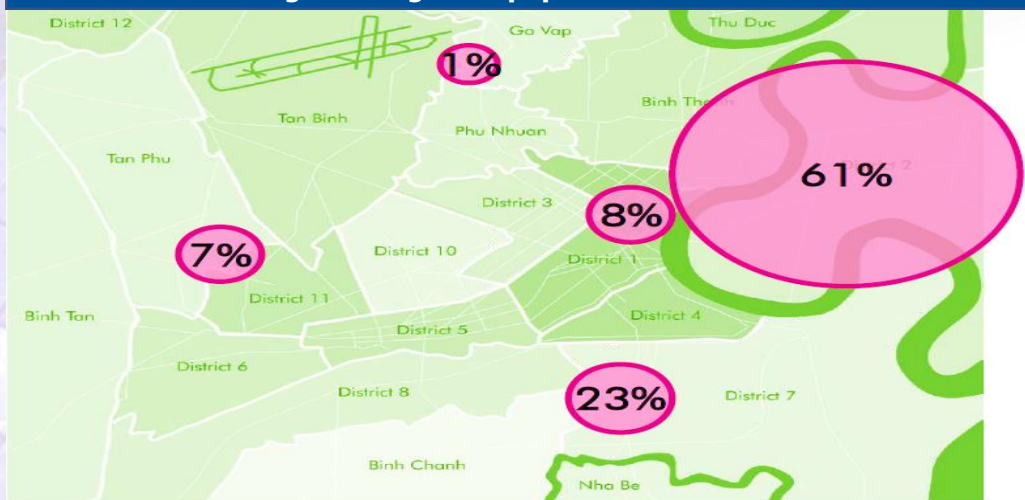 District 12
Go Vap
Thu Duc
1%
Binh Thanh
Tan Binh
Phu Nhuan
Tan Phu
61%
District 2
District 3
8%
7%
District 10
District 1
District 11
Binh Tan
District 5
District 4
District 6
District 8
23%
District 7
Binh Chanh
Nha Be